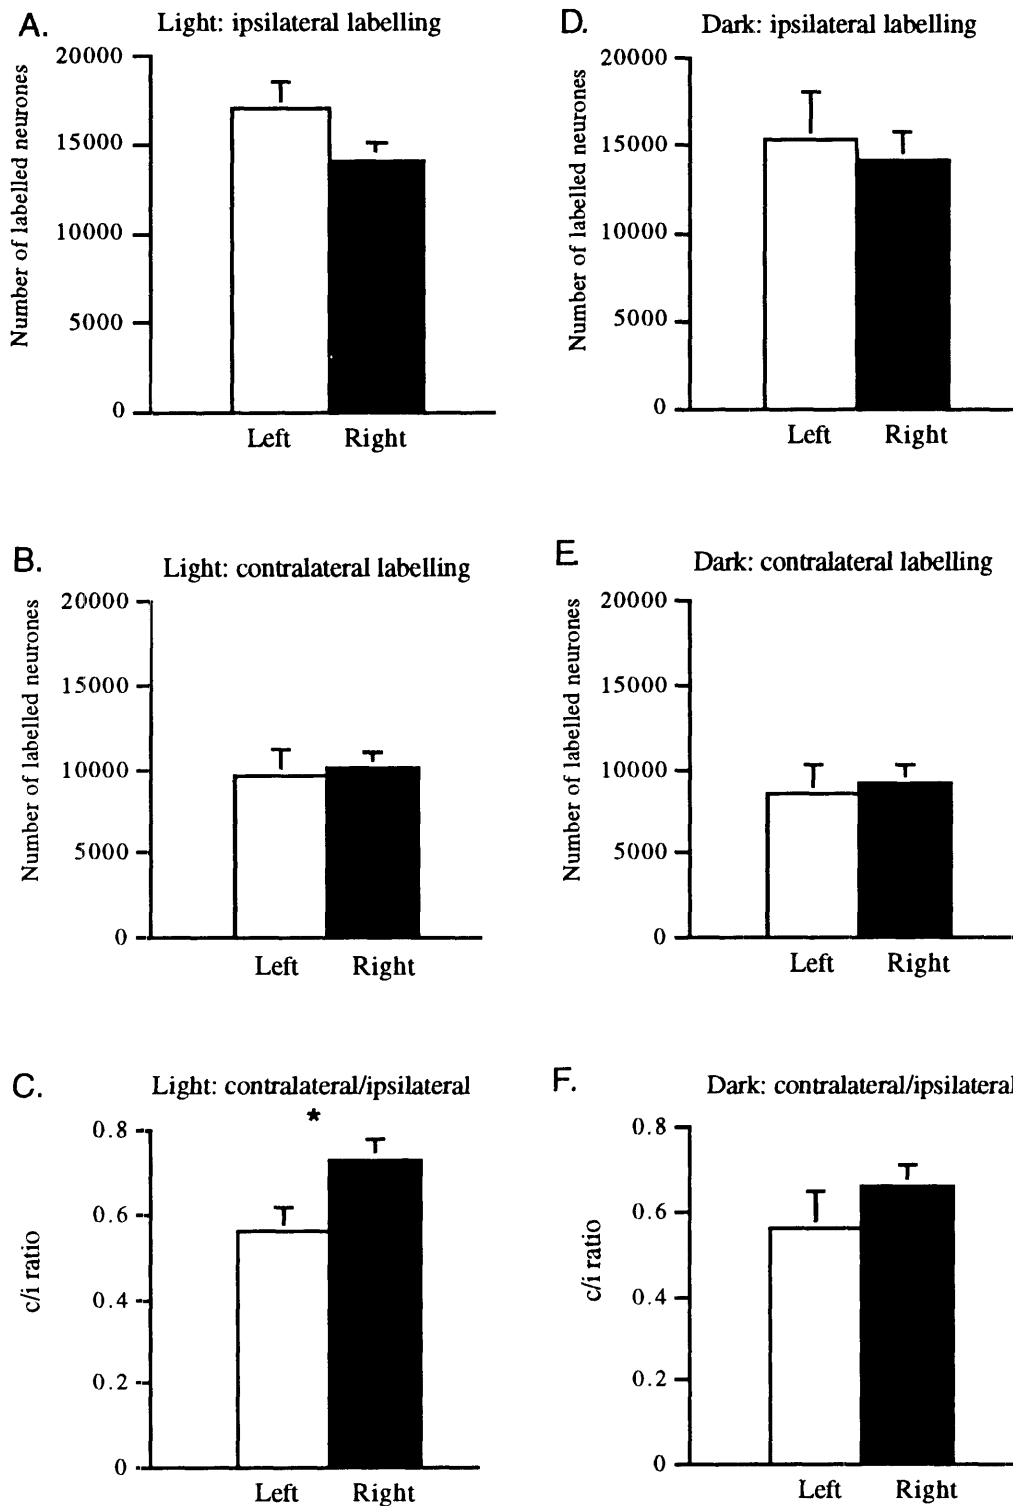 A.
Light: ipsilateral labelling
Number of labelled neurones
20000
15000
10000
5000
0
Left Right
D.
Dark: ipsilateral labelling
Number of labelled neurones
20000
15000
10000
5000
0
Left Right
B.
Light: contralateral labelling
Number of labelled neurones
20000
15000
10000
5000
0
Left Right
E
Dark: contralateral labelling
Number of labelled neurones
20000
15000
10000
5000
0
Left Right
C.
Light: contralateral/ipsilateral
*
c/i ratio
0.8
0.6
0.4
0.2
0
Left Right
F.
Dark: contralateral/ipsilateral
c/i ratio
0.8
0.6
0.4
0.2
0
Left Right